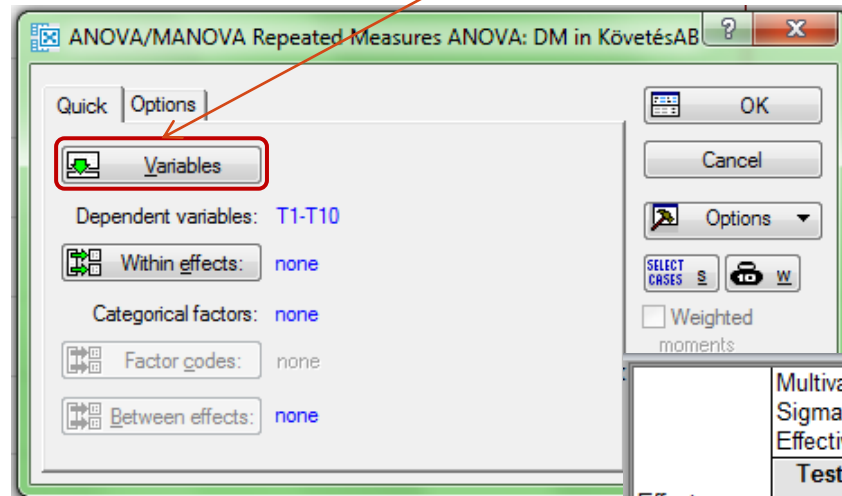 ANOVA/MANOVA Repeated Measures ANOVA: DM in KövetésAB
Quick Options
Variables
Dependent variables: T1-T10
Within effects: none
Categorical factors: none
Factor codes: none
Between effects: none
OK
Cancel
Options
SELECT CASES S W
Weighted
moments
Multiva
Sigma
Effecti
Test